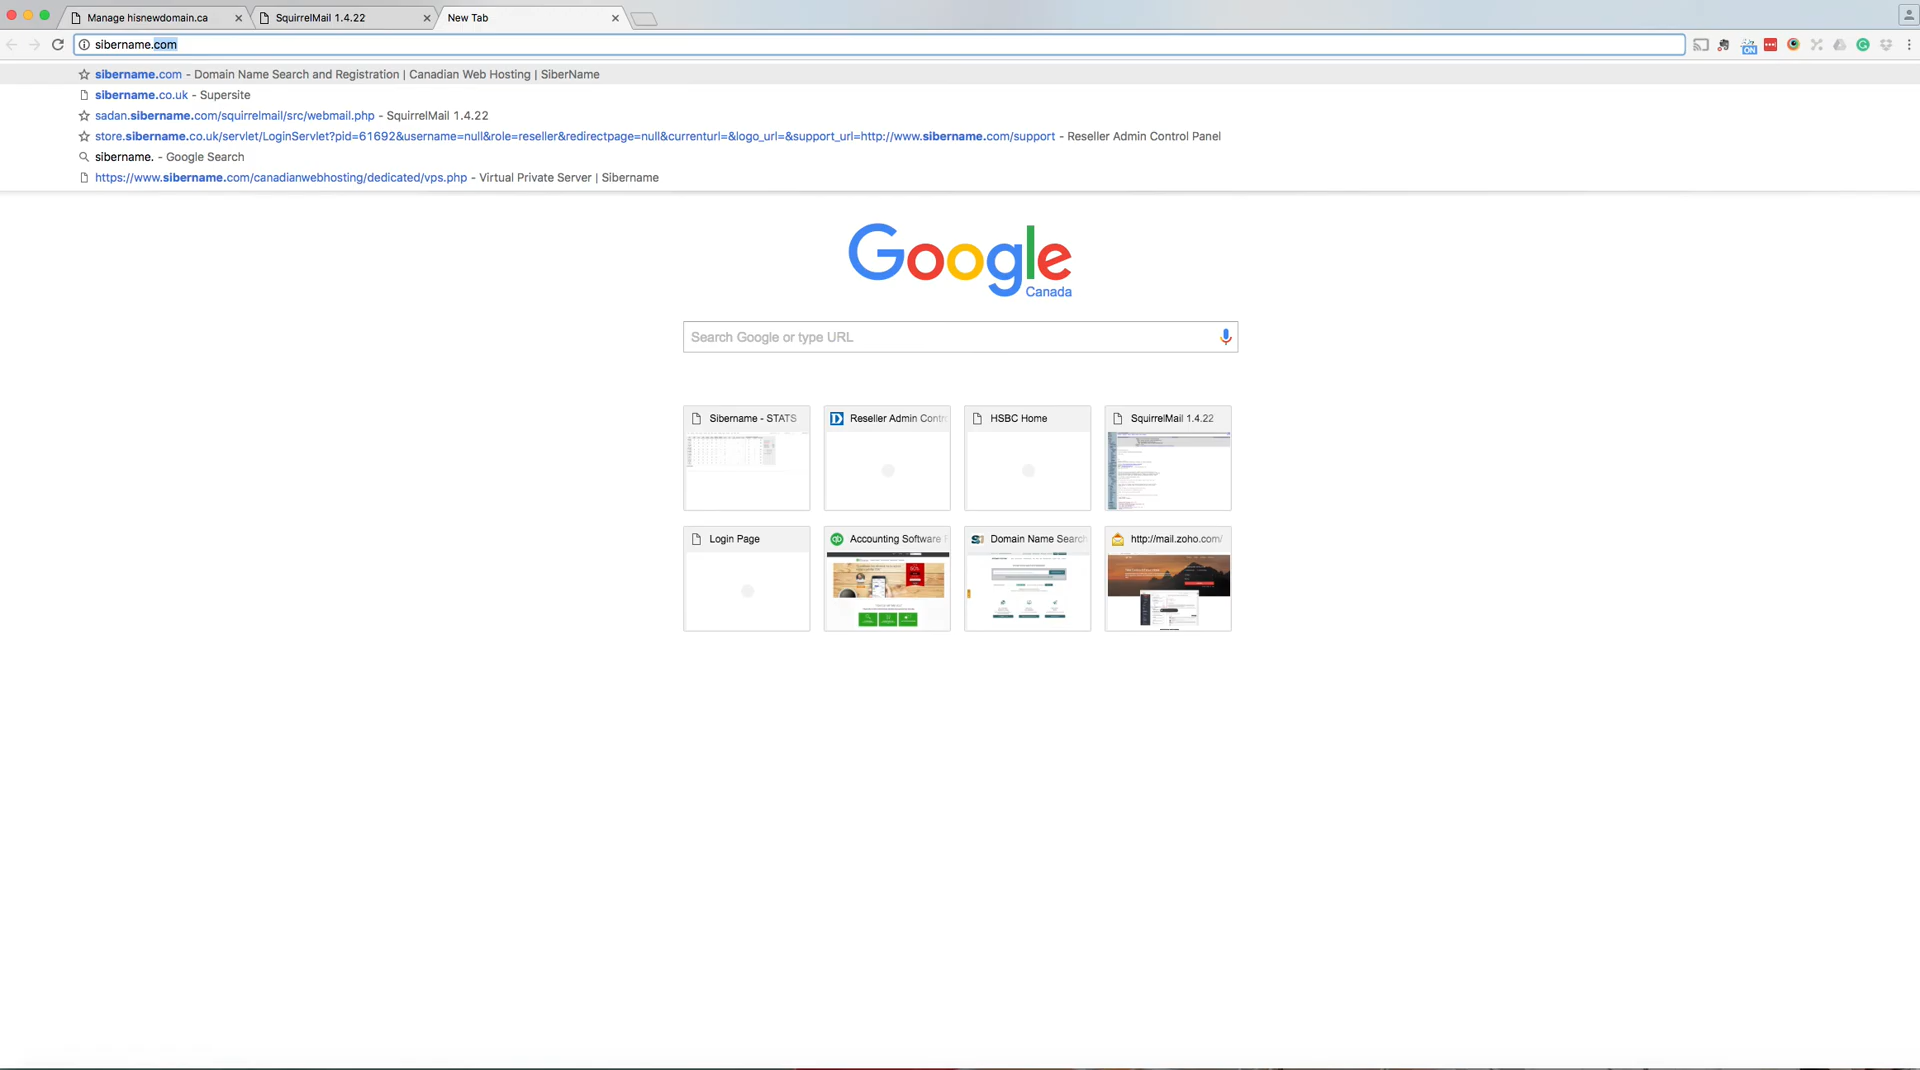 Manage hisnewdomain.ca
SquirrelMail 1.4.22
New Tab
sibername.com
ON
sibername.com - Domain Name Search and Registration | Canadian Web Hosting | SiberName
sibername.co.uk - Supersite
sadan.sibername.com/squirrelmail/src/webmail.php - SquirrelMail 1.4.22
store.sibername.co.uk/servlet/LoginServlet?pid=61692&username=null&role=reseller&redirectpage=null&currenturl=&logo_url=&support_url=http://www.sibername.com/support - Reseller Admin Control Panel
sibername. - Google Search
https://www.sibername.com/canadianwebhosting/dedicated/vps.php - Virtual Private Server | Sibername
Google
Canada
Search Google or type URL
Sibername - STATS
Reseller Admin Contr
HSBC Home
SquirrelMail 1.4.22
Login Page
Accounting Software
Domain Name Search
http://mail.zoho.com/